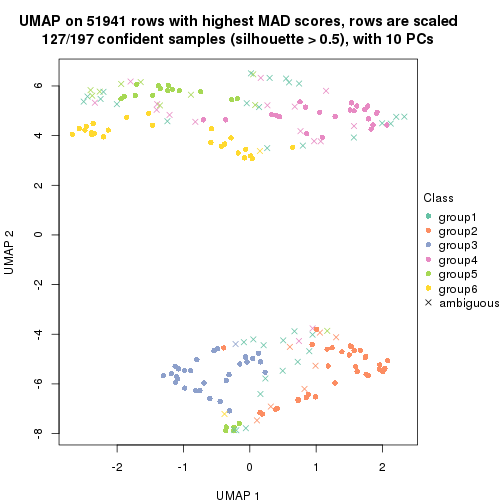 UMAP on 51941 rows with highest MAD scores, rows are scaled
127/197 confident samples (silhouette > 0.5), with 10 PCs
6
4
2
0
-2
-4
-6
-8
UMAP 2
-2
-1
0
1
2
UMAP 1
Class
group1
group2
group3
group4
group5
group6
ambiguous